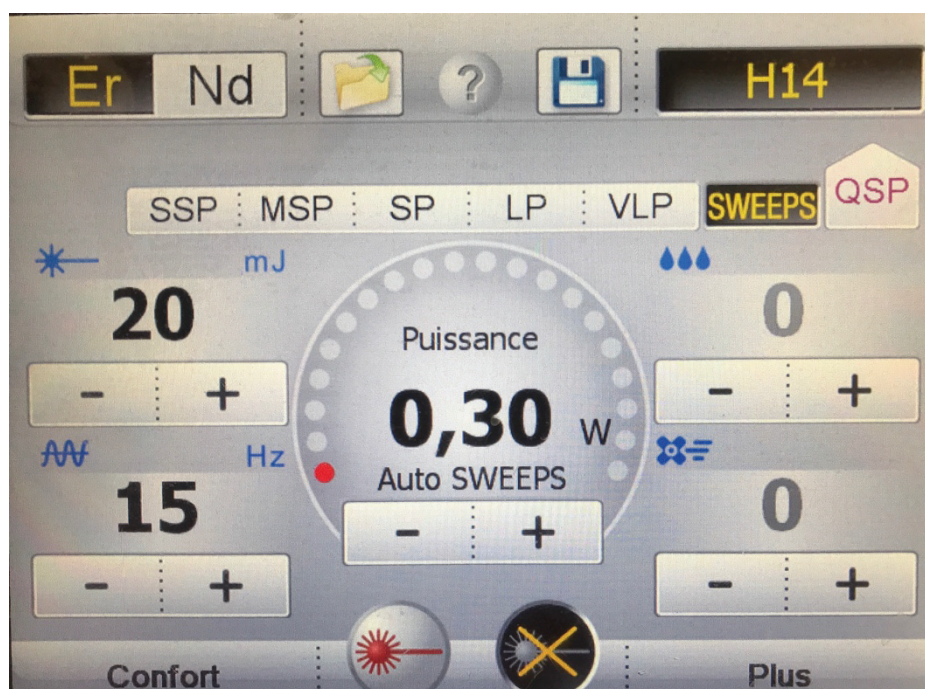 Er Nd ? H14
SSP MSP SP LP VLP SWEEPS QSP
mJ
20 0
Puissance
- + - +
0,30 W
Hz
Auto SWEEPS
15 0
- +
- + - +
Confort Plus